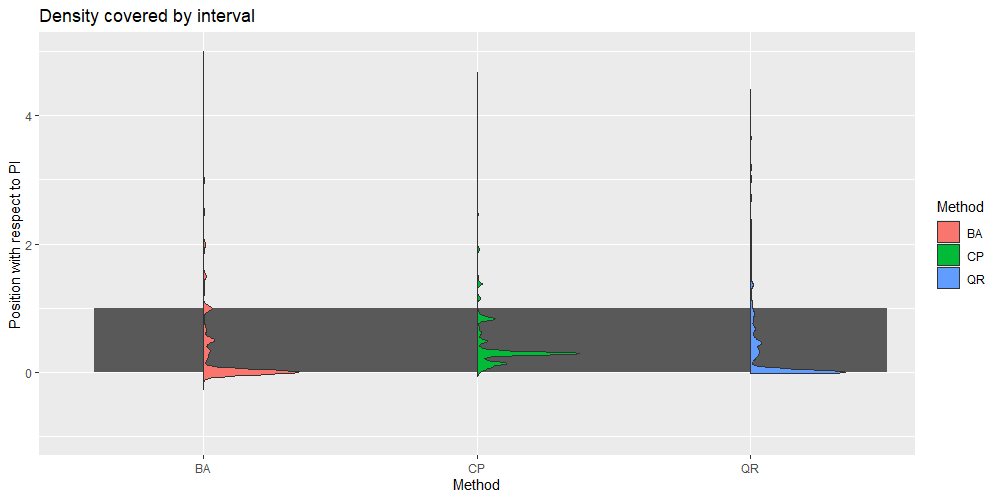 Density covered by interval
Position with respect to PI
4
2
0
BA
CP
QR
Method
Method
BA
CP
QR